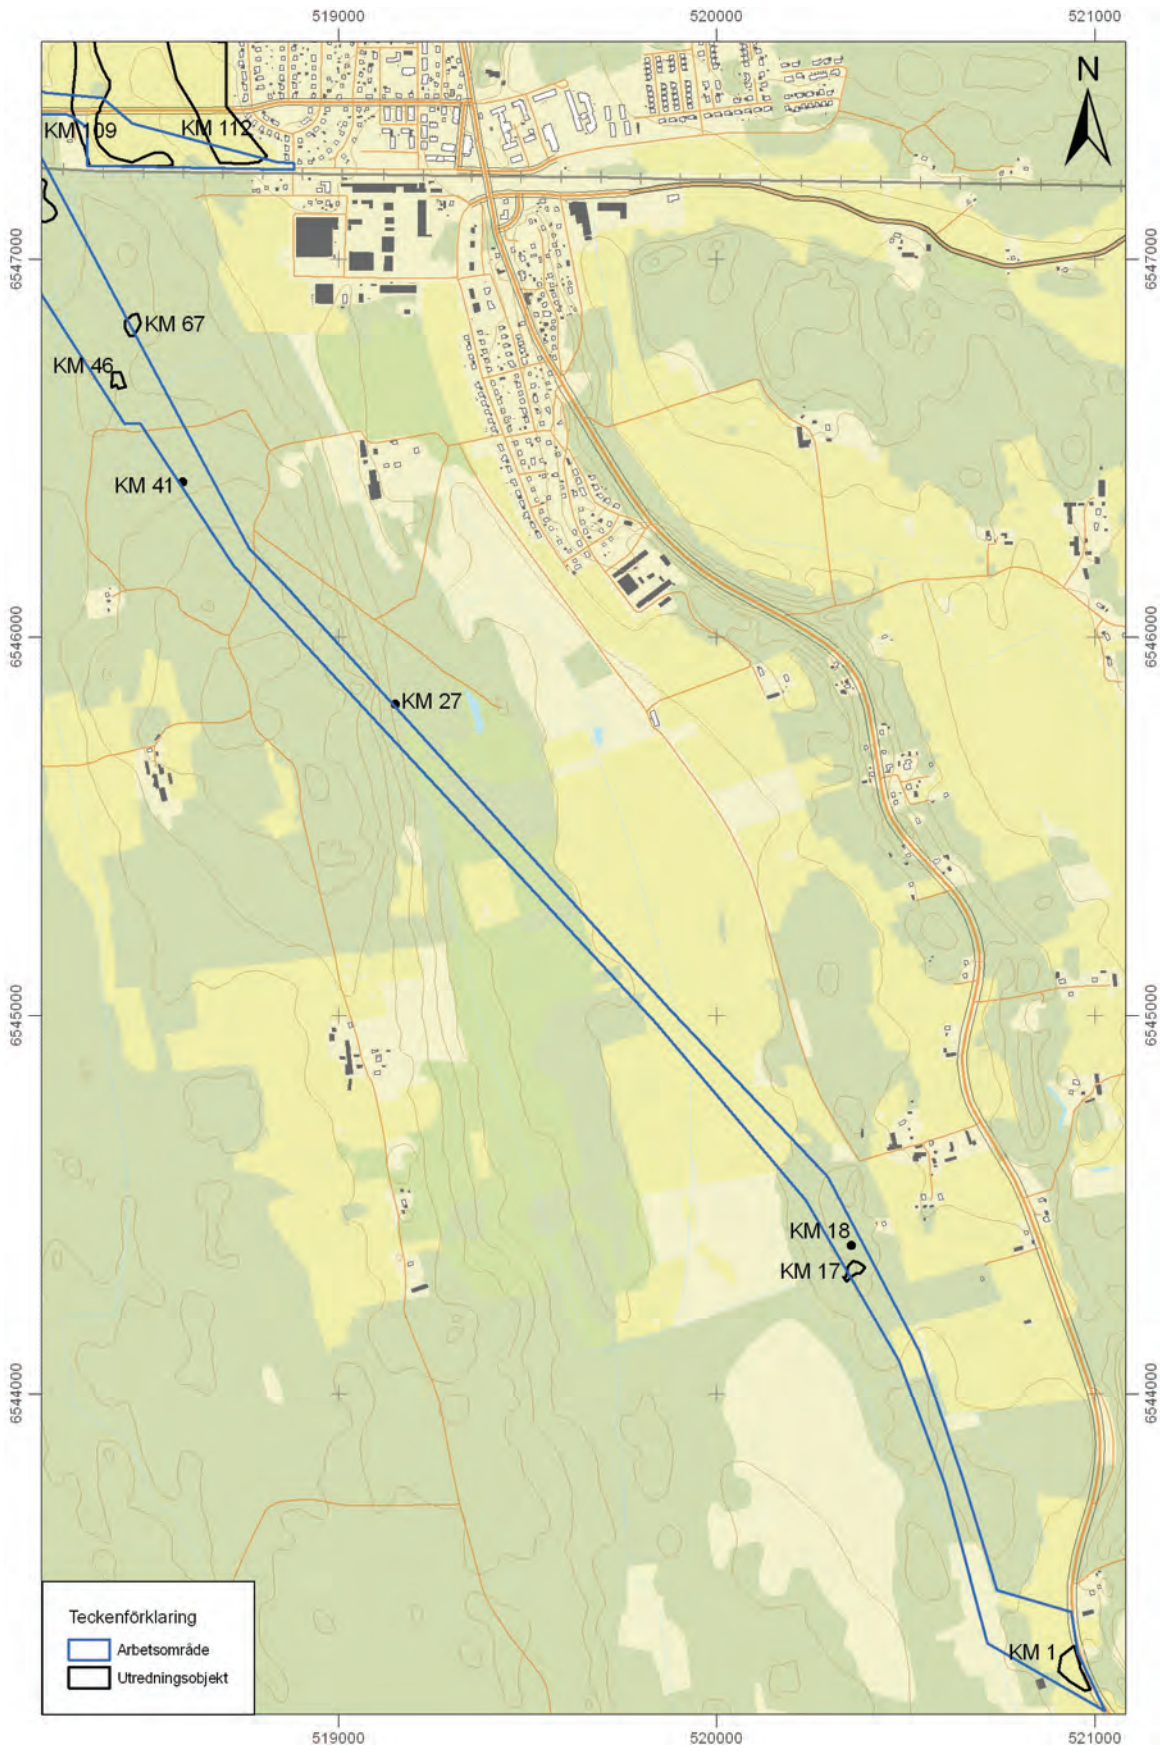 519000
520000
521000
N
KM 109
KM 112
6547000
6547000
KM 67
KM 46
KM 41
6546000
6546000
KM 27
6545000
6545000
KM 18
KM 17
6544000
6544000
KM 1
Teckenförklaring
Arbetsområde
Utredningsobjekt
519000
520000
521000